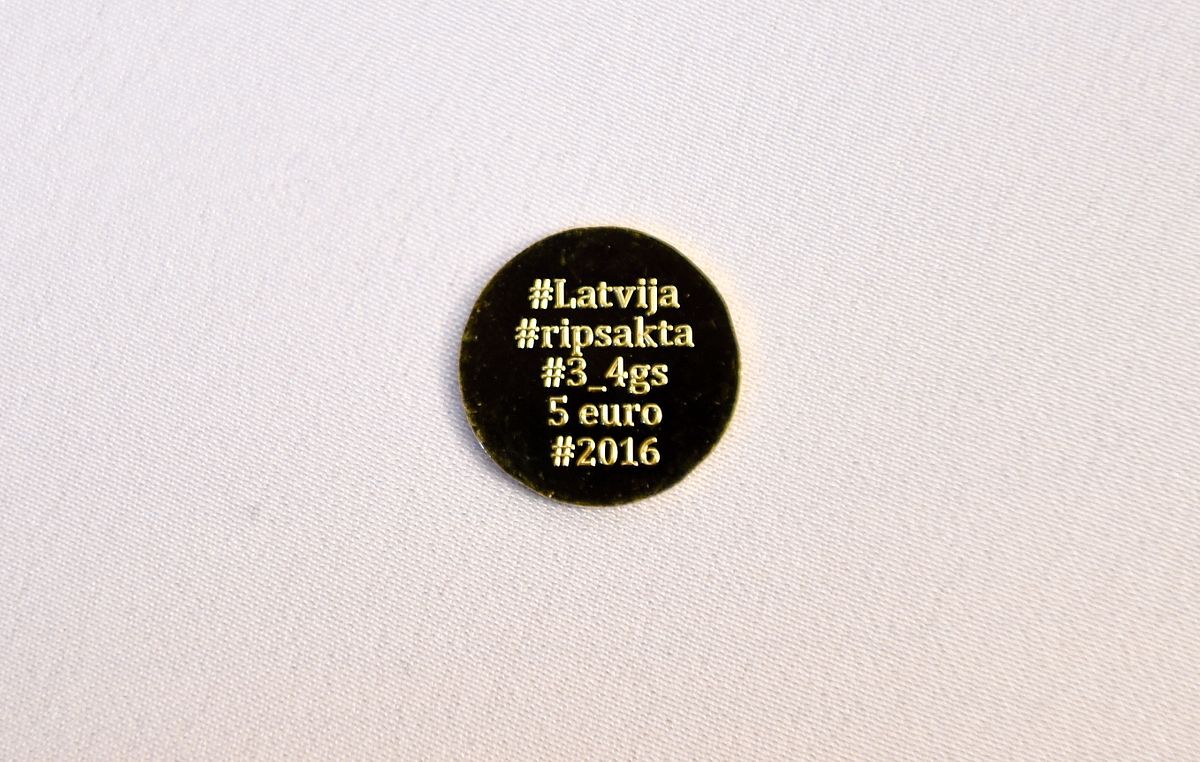 #Latvija
#ripsakta
#3_4gs
5 euro
#2016